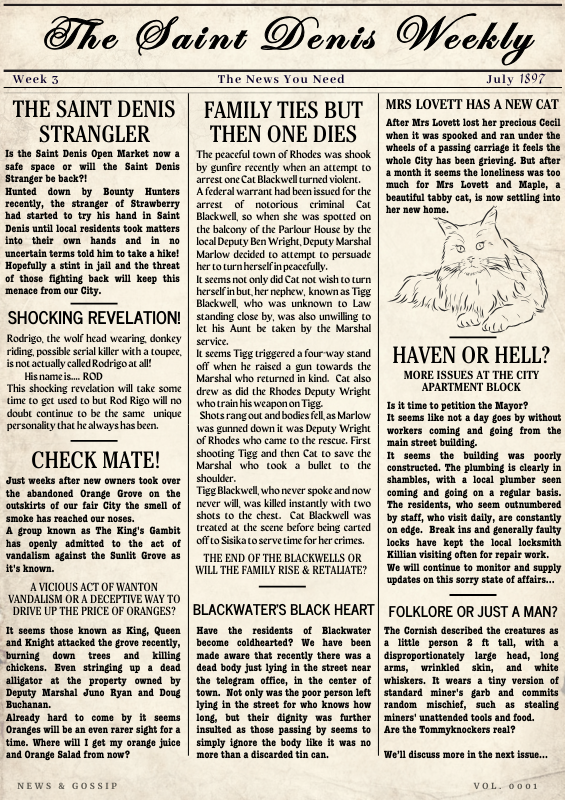 The Saint Denis Weekly
Week 3
The News You Need
July 1897
THE SAINT DENIS
STRANGLER
Is the Saint Denis Open Market now a
safe space or will the Saint Denis
Stranger be back?!
Hunted down by Bounty Hunters
recently, the stranger of Strawberry
had started to try his hand in Saint
Denis until local residents took matters
into their own hands and in no
uncertain terms told him to take a hike!
Hopefully a stint in jail and the threat
of those fighting back will keep this
menace from our City.
SHOCKING REVELATION!
Rodrigo, the wolf head wearing, donkey
riding, possible serial killer with a toupee,
is not actually called Rodrigo at all!
His name is.... ROD
This shocking revelation will take some
time to get used to but Rod Rigo will no
doubt continue to be the same unique
personality that he always has been.
CHECK MATE!
Just weeks after new owners took over
the abandoned Orange Grove on the
outskirts of our fair City the smell of
smoke has reached our noses.
A group known as The King's Gambit
has openly admitted to the act of
vandalism against the Sunlit Grove as
it's known.
A VICIOUS ACT OF WANTON
VANDALISM OR A DECEPTIVE WAY TO
DRIVE UP THE PRICE OF ORANGES?
It seems those known as King, Queen
and Knight attacked the grove recently,
burning down trees and killing
chickens. Even stringing up a dead
alligator at the property owned by
Deputy Marshal Juno Ryan and Doug
Buchanan.
Already hard to come by it seems
Oranges will be an even rarer sight for a
time. Where will I get my orange juice
and Orange Salad from now?
FAMILY TIES BUT
THEN ONE DIES
The peaceful town of Rhodes was shook
by gunfire recently when an attempt to
arrest one Cat Blackwell turned violent.
A federal warrant had been issued for the
arrest of notorious criminal Cat
Blackwell, so when she was spotted on
the balcony of the Parlour House by the
local Deputy Ben Wright, Deputy Marshal
Marlow decided to attempt to persuade
her to turn herself in peacefully.
It seems not only did Cat not wish to turn
herself in but, her nephew, known as Tigg
Blackwell, who was unknown to Law
standing close by, was also unwilling to
let his Aunt be taken by the Marshal
service.
It seems Tigg triggered a four-way stand
off when he raised a gun towards the
Marshal who returned in kind. Cat also
drew as did the Rhodes Deputy Wright
who train his weapon on Tigg.
Shots rang out and bodies fell, as Marlow
was gunned down it was Deputy Wright
of Rhodes who came to the rescue. First
shooting Tigg and then Cat to save the
Marshal who took a bullet to the
shoulder.
Tigg Blackwell, who never spoke and now
never will, was killed instantly with two
shots to the chest. Cat Blackwell was
treated at the scene before being carted
off to Sisika to serve time for her crimes.
THE END OF THE BLACKWELLS OR
WILL THE FAMILY RISE & RETALIATE?
BLACKWATER'S BLACK HEART
Have the residents of Blackwater
become coldhearted? We have been
made aware that recently there was a
dead body just lying in the street near
the telegram office, in the center of
town. Not only was the poor person left
lying in the street for who knows how
long, but their dignity was further
insulted as those passing by seems to
simply ignore the body like it was no
more than a discarded tin can.
MRS LOVETT HAS A NEW CAT
After Mrs Lovett lost her precious Cecil
when it was spooked and ran under the
wheels of a passing carriage it feels the
whole City has been grieving. But after
a month it seems the loneliness was too
much for Mrs Lovett and Maple, a
beautiful tabby cat, is now settling into
her new home.
HAVEN OR HELL?
MORE ISSUES AT THE CITY
APARTMENT BLOCK
Is it time to petition the Mayor?
It seems like not a day goes by without
workers coming and going from the
main street building.
It seems the building was poorly
constructed. The plumbing is clearly in
shambles, with a local plumber seen
coming and going on a regular basis.
The residents, who seem outnumbered
by staff, who visit daily, are constantly
on edge. Break ins and generally faulty
locks have kept the local locksmith
Killian visiting often for repair work.
We will continue to monitor and supply
updates on this sorry state of affairs...
FOLKLORE OR JUST A MAN?
The Cornish described the creatures as
a little person 2 ft tall, with a
disproportionately large head, long
arms, wrinkled skin, and white
whiskers. It wears a tiny version of
standard miner's garb and commits
random mischief, such as stealing
miners' unattended tools and food.
Are the Tommyknockers real?
We'll discuss more in the next issue...
NEWS & GOSSIP
VOL. 0001